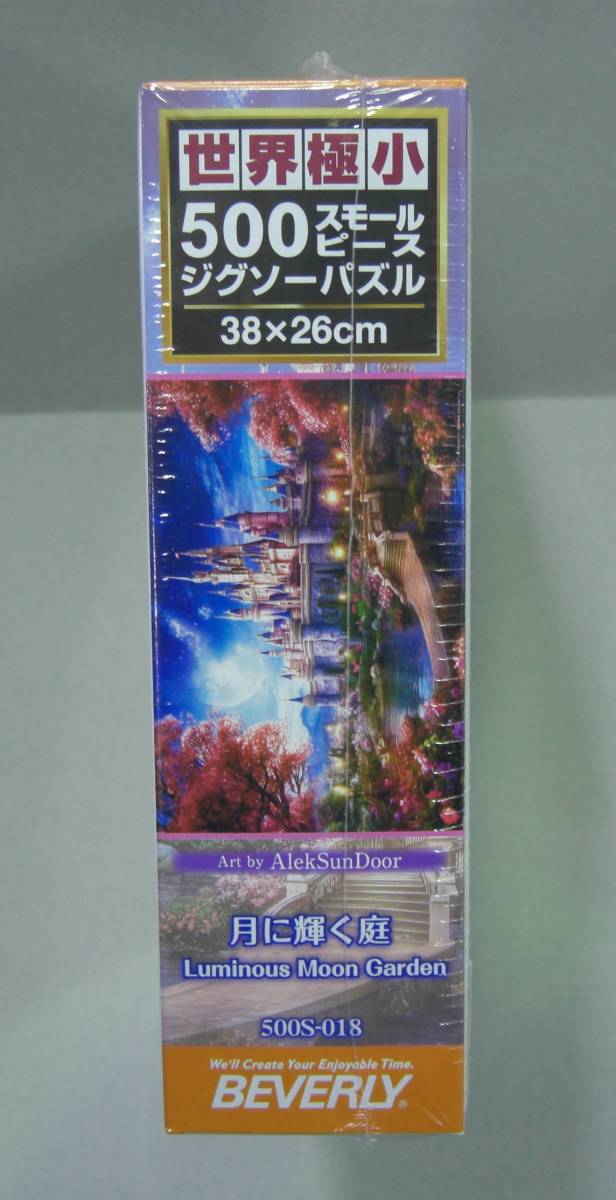 世界極小
500スモールピース
ジグソーパズル
38×26cm
Art by AlekSunDoor
月に輝く庭
Luminous Moon Garden
500S-018
We'll Create Your Enjoyable Time.
BEVERLY®